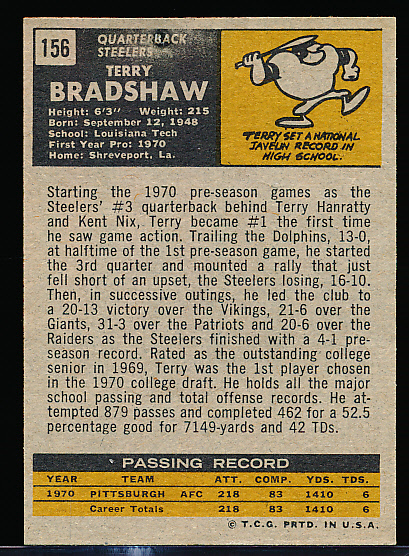 156
QUARTERBACK
STEELERS
TERRY
BRADSHAW
Height: 6'3" Weight: 215
Born: September 12, 1948
School: Louisiana Tech
First Year Pro: 1970
Home: Shreveport, La.
TERRY SET A NATIONAL
JAVELIN RECORD IN
HIGH SCHOOL.
Starting the 1970 pre-season games as the
Steelers' #3 quarterback behind Terry Hanratty
and Kent Nix, Terry became #1 the first time
he saw game action. Trailing the Dolphins, 13-0,
at halftime of the 1st pre-season game, he started
the 3rd quarter and mounted a rally that just
fell short of an upset, the Steelers losing, 16-10.
Then, in successive outings, he led the club to
a 20-13 victory over the Vikings, 21-6 over the
Giants, 31-3 over the Patriots and 20-6 over the
Raiders as the Steelers finished with a 4-1 pre-
season record. Rated as the outstanding college
senior in 1969, Terry was the 1st player chosen
in the 1970 college draft. He holds all the major
school passing and total offense records. He at-
tempted 879 passes and completed 462 for a 52.5
percentage good for 7149-yards and 42 TDs.
PASSING RECORD
YEAR TEAM ATT. COMP. YDS. TDS.
1970 PITTSBURGH AFC 218 83 1410 6
Career Totals 218 83 1410 6
© T.C.G. PRTD. IN U.S.A.